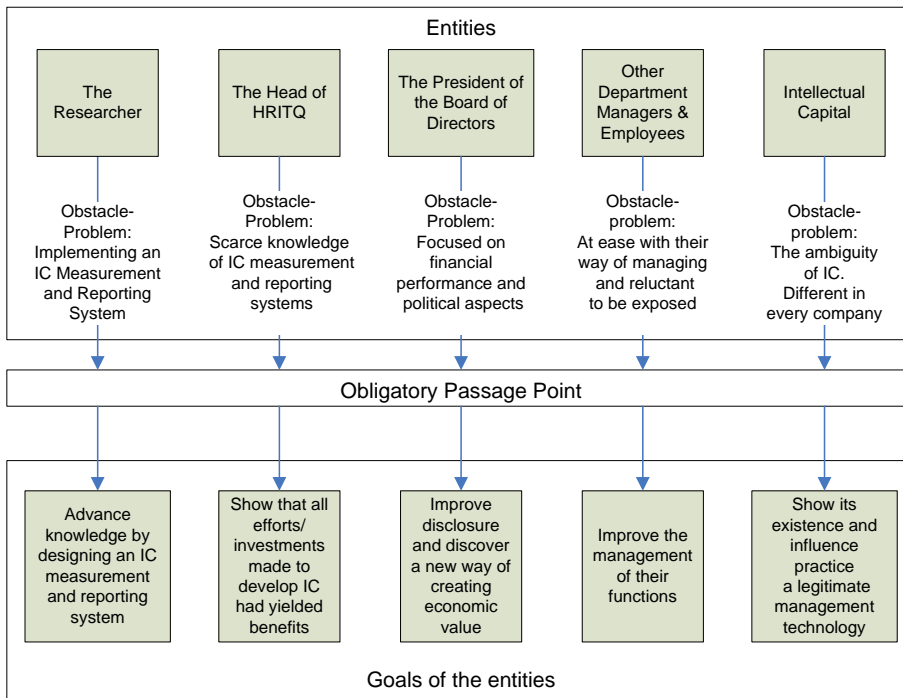 Entities
The
Researcher
The Head of
HRITQ
The President of
the Board of
Directors
Other
Department
Managers &
Employees
Intellectual
Capital
Obstacle-
Problem:
Implementing an
IC Measurement
and Reporting
System
Obstacle-
Problem:
Scarce knowledge
of IC measurement
and reporting
systems
Obstacle-
Problem:
Focused on
financial
performance and
political aspects
Obstacle-
problem:
At ease with their
way of managing
and reluctant
to be exposed
Obstacle-
problem:
The ambiguity
of IC.
Different in
every company
Obligatory Passage Point
Advance
knowledge by
designing an IC
measurement
and reporting
system
Show that all
efforts/
investments
made to
develop IC
had yielded
benefits
Improve
disclosure
and discover
a new way of
creating
economic
value
Improve the
management
of their
functions
Show its
existence and
influence
practice
a legitimate
management
technology
Goals of the entities